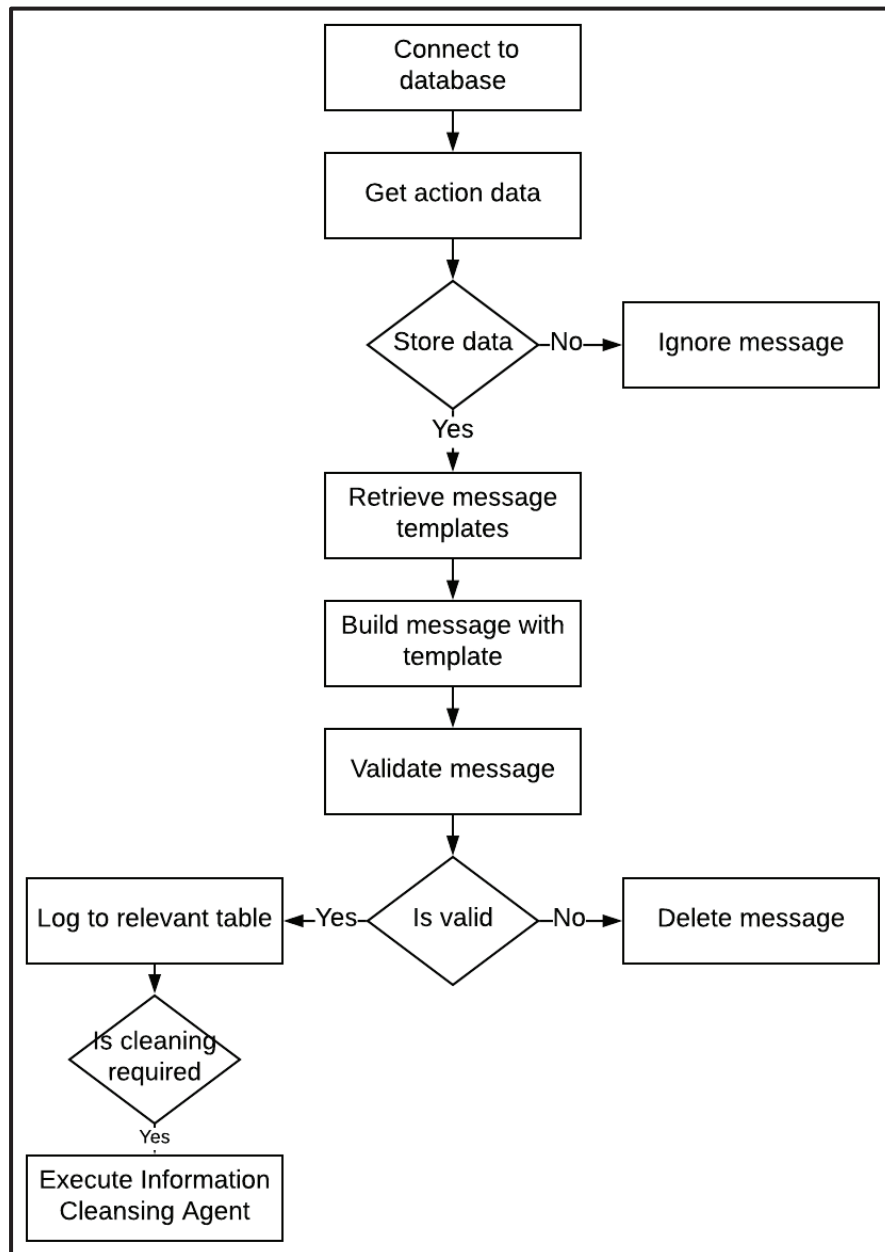 Connect to
database
Get action data
Store data
No
Ignore message
Yes
Retrieve message
templates
Build message with
template
Validate message
Log to relevant table
Yes
Is valid
No
Delete message
Is cleaning
required
Yes
Execute Information
Cleansing Agent